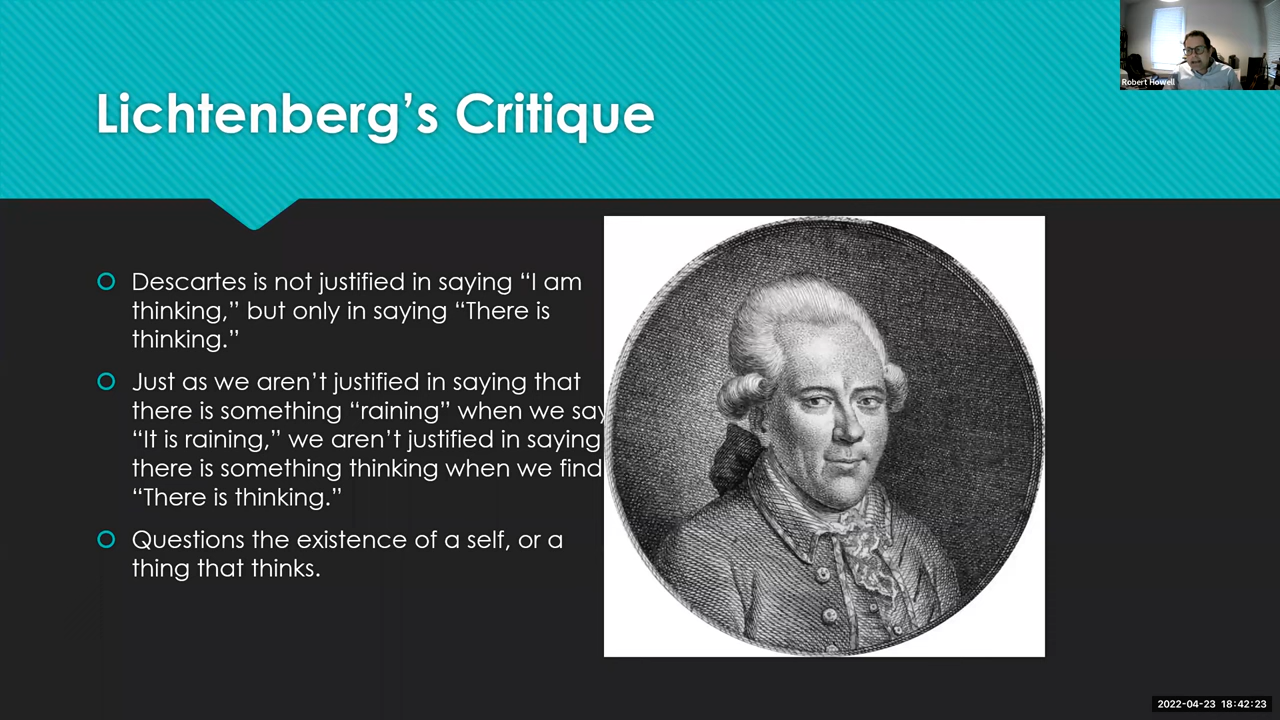 Robert Howell
Lichtenberg’s Critique
Descartes is not justified in saying “I am
thinking,” but only in saying “There is
thinking.”
Just as we aren’t justified in saying that
there is something “raining” when we say
“It is raining,” we aren’t justified in saying
there is something thinking when we find
“There is thinking.”
Questions the existence of a self, or a
thing that thinks.
2022-04-23 18:42:23